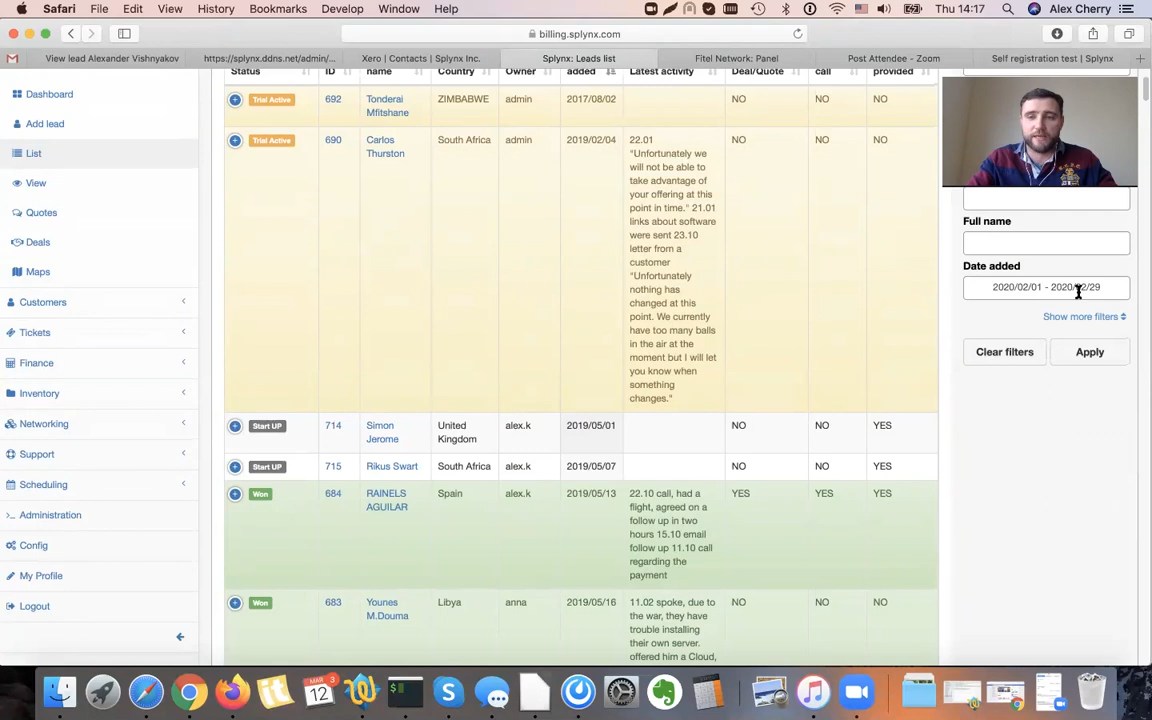 Safari File Edit View History Bookmarks Develop Window Help Thu 14:17 Alex Cherry
billing.splynx.com
View lead Alexander Vishnyakov https://splynx.ddns.net/admin/... Xero | Contacts | Splynx Inc. Splynx: Leads list Fitel Network: Panel Post Attendee - Zoom Self registration test | Splynx
Status ID name Country Owner added Latest activity Deal/Quote call provided
Dashboard
Add lead
List
View
Quotes
Deals
Maps
Customers
Tickets
Finance
Inventory
Networking
Support
Scheduling
Administration
Config
My Profile
Logout
Trial Active 692 Tonderai ZIMBABWE admin 2017/08/02 NO NO NO
Mfitshane
Trial Active 690 Carlos South Africa admin 2019/02/04 22.01 NO NO NO
Thurston "Unfortunately we
will not be able to
take advantage of
your offering at this
point in time." 21.01
links about software
were sent 23.10
letter from a
customer
"Unfortunately
nothing has
changed at this
point. We currently
have too many balls
in the air at the
moment but I will let
you know when
something
changes."
Start UP 714 Simon United alex.k 2019/05/01 NO NO YES
Jerome Kingdom
Start UP 715 Rikus Swart South Africa alex.k 2019/05/07 NO NO YES
Won 684 RAINELS Spain alex.k 2019/05/13 22.10 call, had a YES YES YES
AGUILAR flight, agreed on a
follow up in two
hours 15.10 email
follow up 11.10 call
regarding the
payment
Won 683 Younes Libya anna 2019/05/16 11.02 spoke, due to NO NO NO
M.Douma the war, they have
trouble installing
their own server.
offered him a Cloud,
Full name
Date added
2020/02/01 - 2020/02/29
Show more filters
Clear filters Apply
MAR
12
3